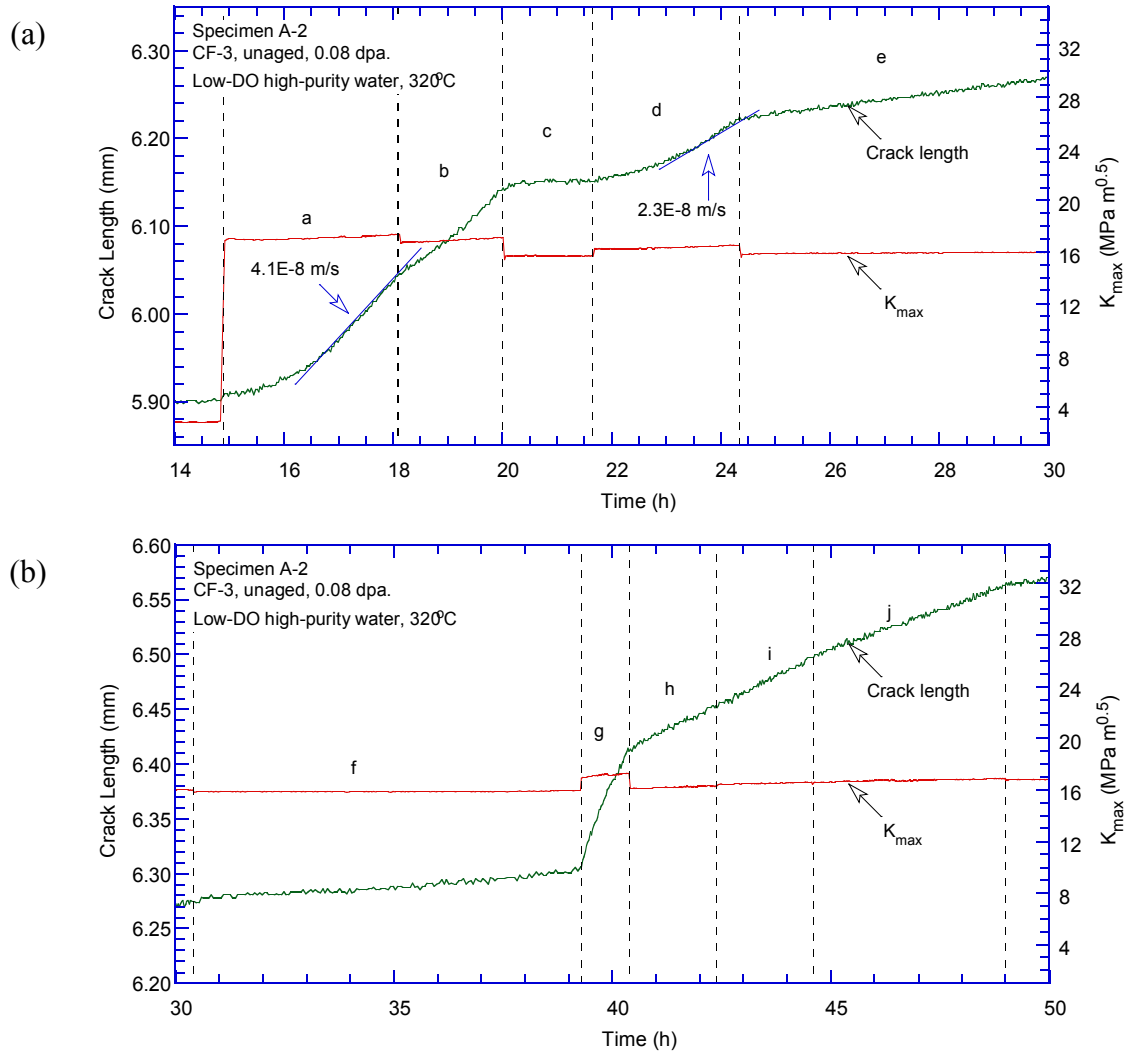 (a)
Specimen A-2
CF-3, unaged, 0.08 dpa.
Low-DO high-purity water, 320°C
Crack Length (mm)
6.30
6.20
6.10
6.00
5.90
a
b
c
d
e
4.1E-8 m/s
2.3E-8 m/s
Crack length
Kmax
32
28
24
20
16
12
8
4
Kmax (MPa m0.5)
14
16
18
20
22
24
26
28
30
Time (h)
(b)
Specimen A-2
CF-3, unaged, 0.08 dpa.
Low-DO high-purity water, 320°C
Crack Length (mm)
6.60
6.55
6.50
6.45
6.40
6.35
6.30
6.25
6.20
f
g
h
i
j
Crack length
Kmax
32
28
24
20
16
12
8
4
Kmax (MPa m0.5)
30
35
40
45
50
Time (h)